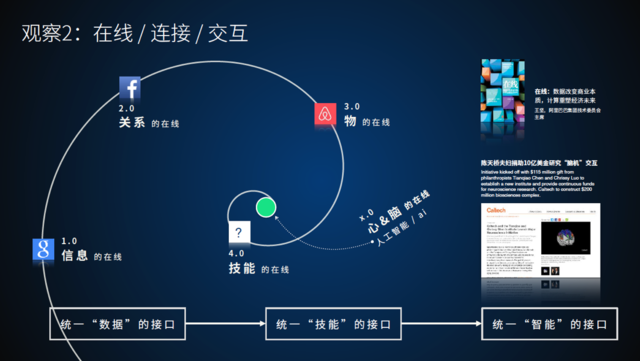 观察2：在线 / 连接 / 交互
2.0
关系 的在线
3.0
物 的在线
1.0
信息 的在线
?
4.0
技能 的在线
x.0
心&脑 的在线
人工智能 / ai
在线
在线：数据改变商业本
质，计算重塑经济未来
王坚，阿里巴巴集团技术委员会
主席
陈天桥夫妇捐助10亿美金研究“脑机”交互
Initiative kicked off with $115 million gift from
philanthropists Tianqiao Chen and Chrissy Luo to
establish a new institute and provide continuous funds
for neuroscience research. Caltech to construct $200
million biosciences complex.
Caltech
统一“数据”的接口
统一“技能”的接口
统一“智能”的接口